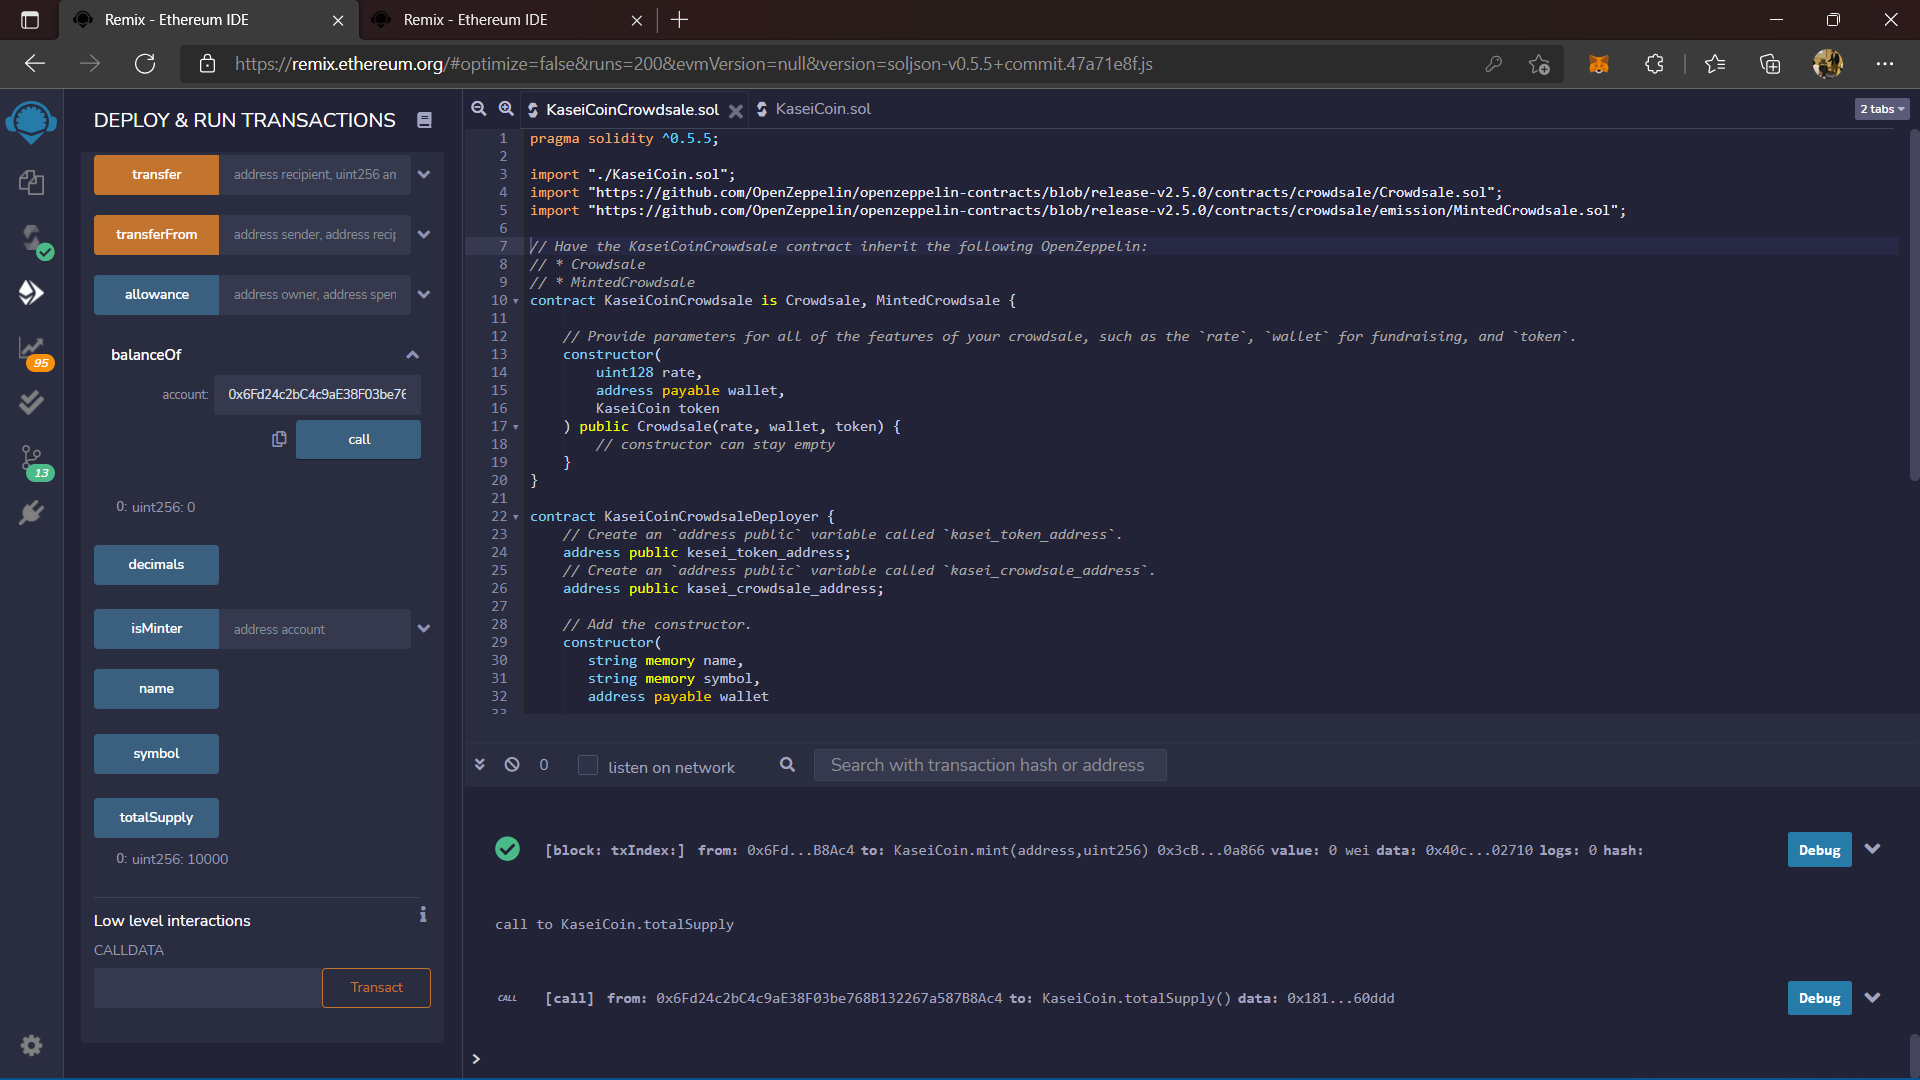 Remix - Ethereum IDE
Remix - Ethereum IDE
https://remix.ethereum.org/#optimize=false&runs=200&evmVersion=null&version=soljson-v0.5.5+commit.47a71e8f.js
DEPLOY & RUN TRANSACTIONS
transfer
address recipient, uint256 an
transferFrom
address sender, address recip
allowance
address owner, address spen
balanceOf
account:
0x6Fd24c2bC4c9aE38F03be76
call
0: uint256: 0
decimals
isMinter
address account
name
symbol
totalSupply
0: uint256: 10000
Low level interactions
i
CALLDATA
Transact
95
13
KaseiCoinCrowdsale.sol
KaseiCoin.sol
2 tabs
1 pragma solidity ^0.5.5;
2
3 import "./KaseiCoin.sol";
4 import "https://github.com/OpenZeppelin/openzeppelin-contracts/blob/release-v2.5.0/contracts/crowdsale/Crowdsale.sol";
5 import "https://github.com/OpenZeppelin/openzeppelin-contracts/blob/release-v2.5.0/contracts/crowdsale/emission/MintedCrowdsale.sol";
6
7 // Have the KaseiCoinCrowdsale contract inherit the following OpenZeppelin:
8 // * Crowdsale
9 // * MintedCrowdsale
10 contract KaseiCoinCrowdsale is Crowdsale, MintedCrowdsale {
11
12 // Provide parameters for all of the features of your crowdsale, such as the `rate`, `wallet` for fundraising, and `token`.
13 constructor(
14 uint128 rate,
15 address payable wallet,
16 KaseiCoin token
17 ) public Crowdsale(rate, wallet, token) {
18 // constructor can stay empty
19 }
20 }
21
22 contract KaseiCoinCrowdsaleDeployer {
23 // Create an `address public` variable called `kasei_token_address`.
24 address public kesei_token_address;
25 // Create an `address public` variable called `kasei_crowdsale_address`.
26 address public kasei_crowdsale_address;
27
28 // Add the constructor.
29 constructor(
30 string memory name,
31 string memory symbol,
32 address payable wallet
33
0
listen on network
Search with transaction hash or address
[block: txIndex:] from: 0x6Fd...B8Ac4 to: KaseiCoin.mint(address,uint256) 0x3cB...0a866 value: 0 wei data: 0x40c...02710 logs: 0 hash:
Debug
call to KaseiCoin.totalSupply
CALL
[call] from: 0x6Fd24c2bC4c9aE38F03be768B132267a587B8Ac4 to: KaseiCoin.totalSupply() data: 0x181...60ddd
Debug
>